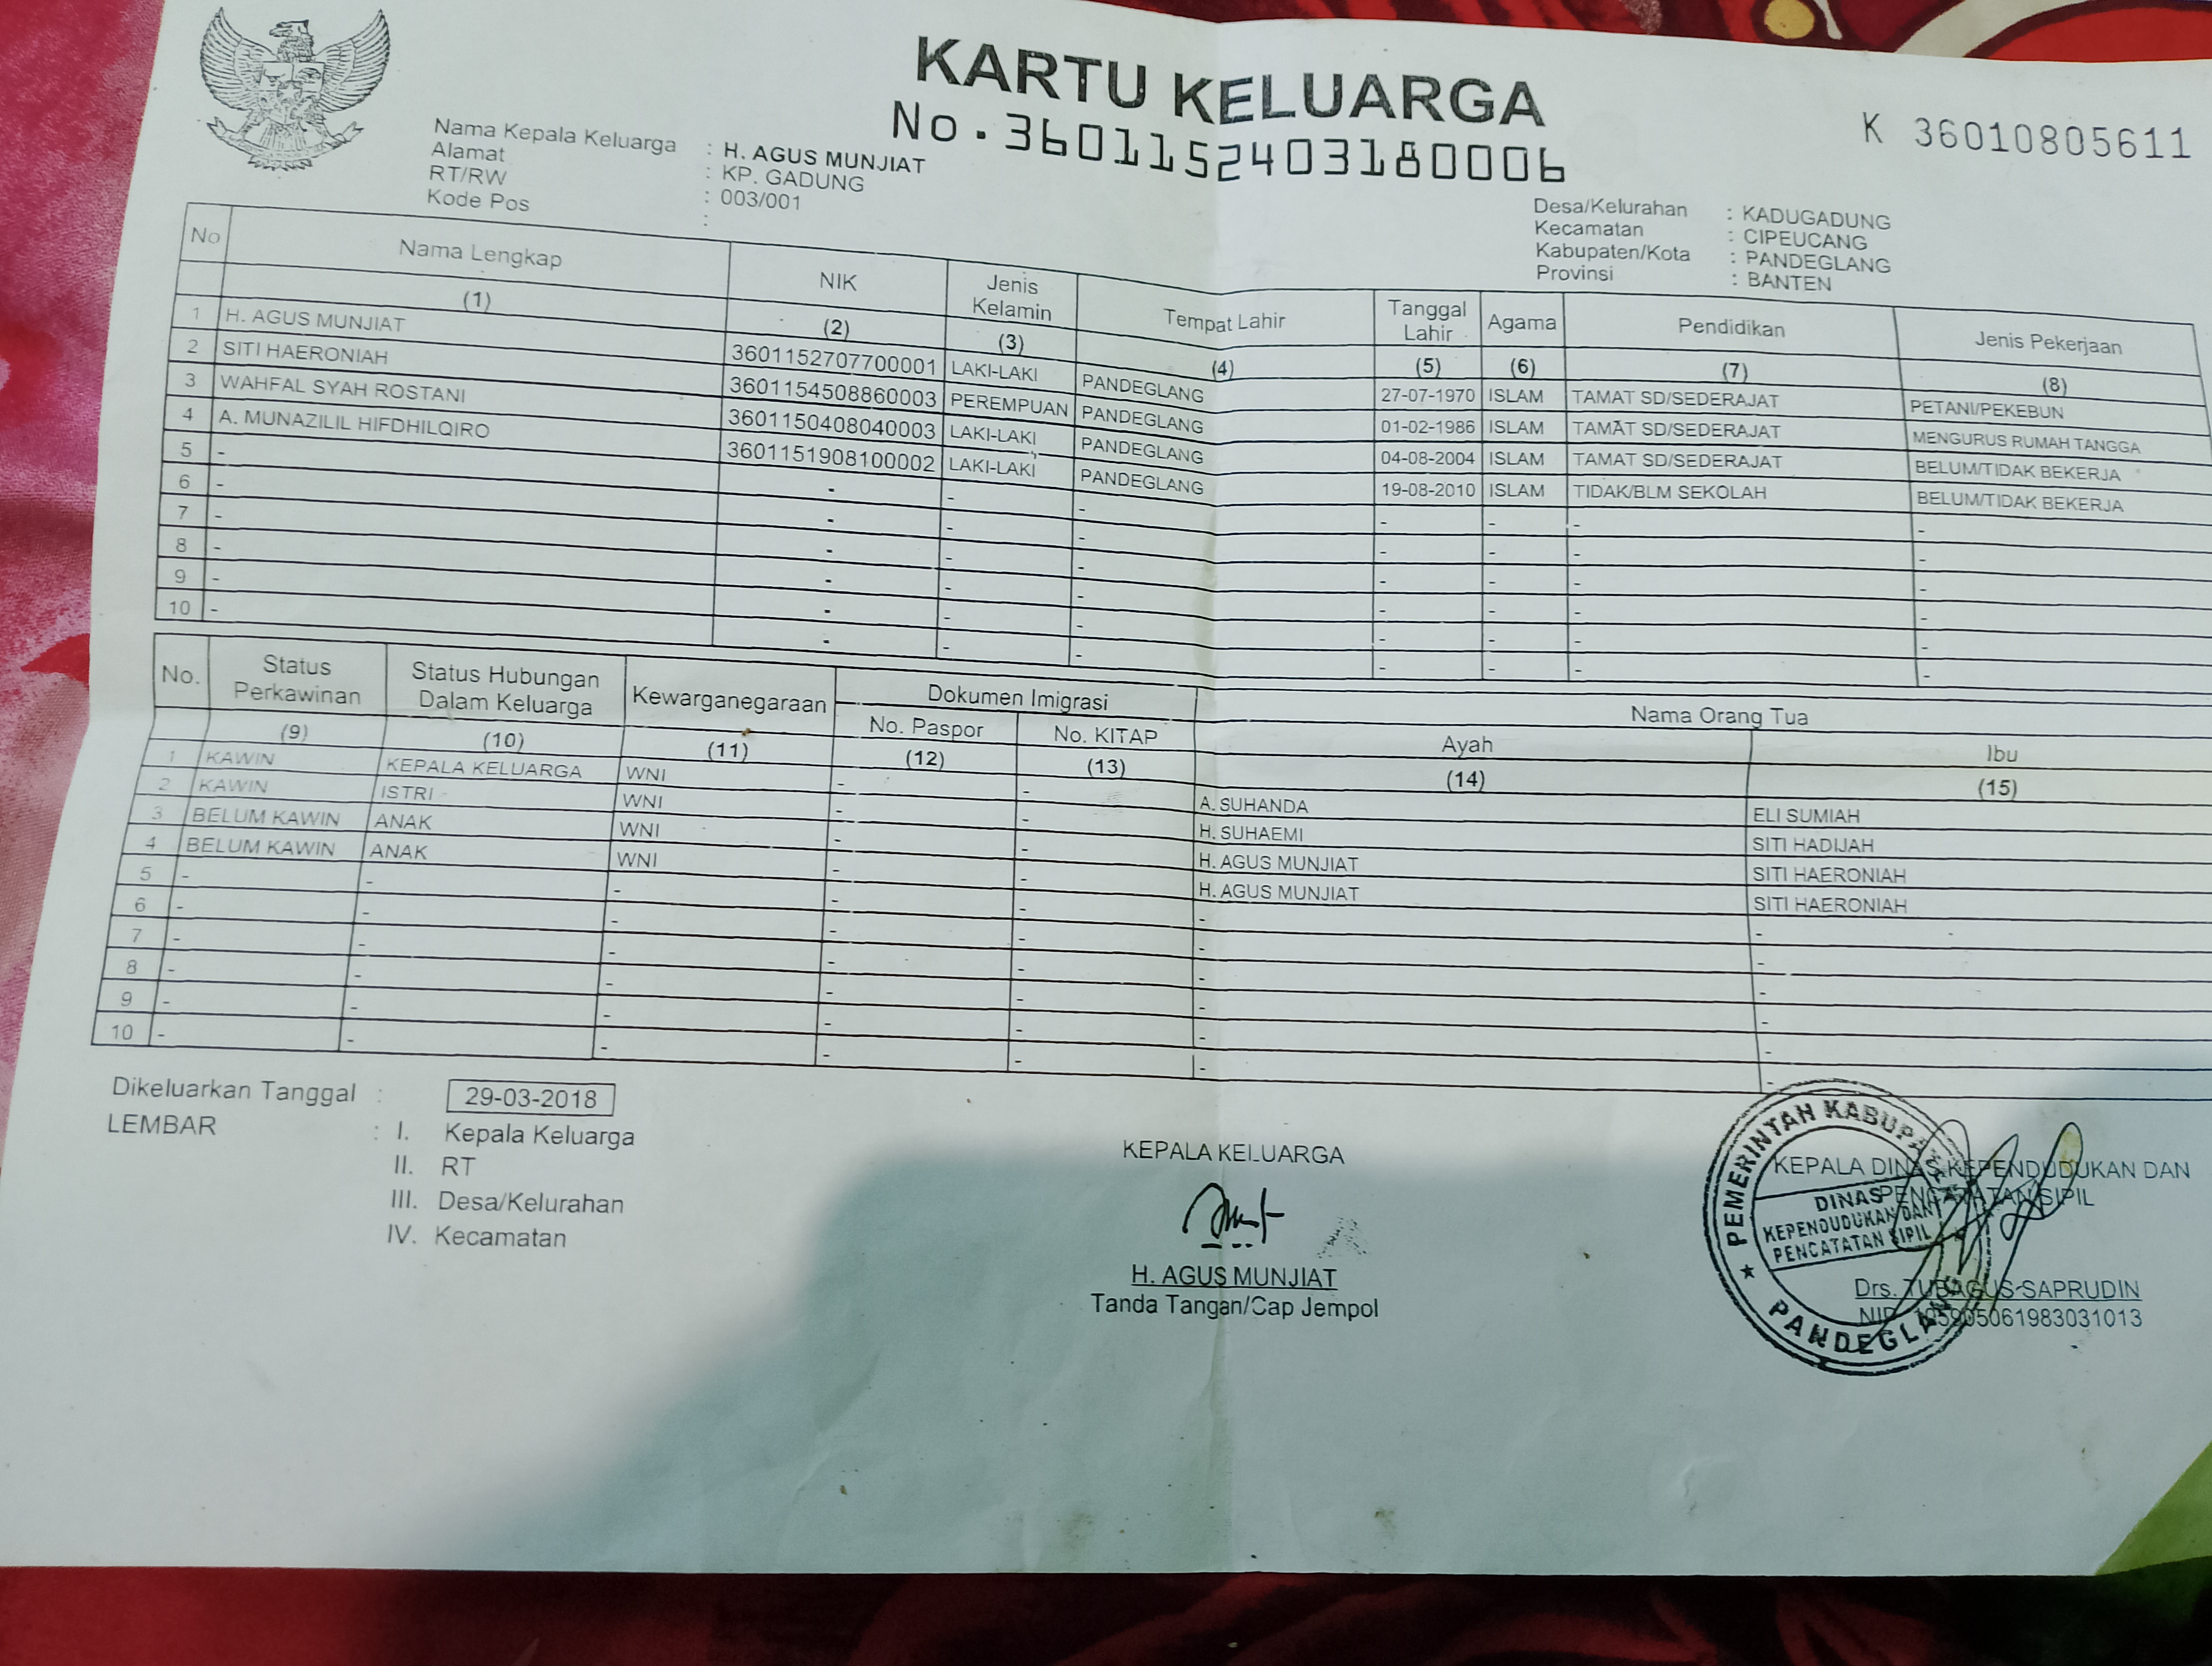 KARTU KELUARGA
No. 3601152403180006
K 36010805611
Nama Kepala Keluarga : H. AGUS MUNJIAT
Alamat : KP. GADUNG
RT/RW : 003/001
Kode Pos :
Desa/Kelurahan : KADUGADUNG
Kecamatan : CIPEUCANG
Kabupaten/Kota : PANDEGLANG
Provinsi : BANTEN
No Nama Lengkap NIK Jenis Kelamin Tempat Lahir Tanggal Lahir Agama Pendidikan Jenis Pekerjaan
(1) (2) (3) (4) (5) (6) (7) (8)
1 H. AGUS MUNJIAT 3601152707700001 LAKI-LAKI PANDEGLANG 27-07-1970 ISLAM TAMAT SD/SEDERAJAT PETANI/PEKEBUN
2 SITI HAERONIAH 3601154508860003 PEREMPUAN PANDEGLANG 01-02-1986 ISLAM TAMAT SD/SEDERAJAT MENGURUS RUMAH TANGGA
3 WAHFAL SYAH ROSTANI 3601150408040003 LAKI-LAKI PANDEGLANG 04-08-2004 ISLAM TAMAT SD/SEDERAJAT BELUM/TIDAK BEKERJA
4 A. MUNAZILIL HIFDHILQIRO 3601151908100002 LAKI-LAKI PANDEGLANG 19-08-2010 ISLAM TIDAK/BLM SEKOLAH BELUM/TIDAK BEKERJA
5 - - - - - - - -
6 - - - - - - - -
7 - - - - - - - -
8 - - - - - - - -
9 - - - - - - - -
10 - - - - - - - -
No. Status Perkawinan Status Hubungan Dalam Keluarga Kewarganegaraan Dokumen Imigrasi Nama Orang Tua
No. Paspor No. KITAP Ayah Ibu
(9) (10) (11) (12) (13) (14) (15)
1 KAWIN KEPALA KELUARGA WNI - - A. SUHANDA ELI SUMIAH
2 KAWIN ISTRI WNI - - H. SUHAEMI SITI HADIJAH
3 BELUM KAWIN ANAK WNI - - H. AGUS MUNJIAT SITI HAERONIAH
4 BELUM KAWIN ANAK WNI - - H. AGUS MUNJIAT SITI HAERONIAH
5 - - - - - - -
6 - - - - - - -
7 - - - - - - -
8 - - - - - - -
9 - - - - - - -
10 - - - - - - -
Dikeluarkan Tanggal : 29-03-2018
LEMBAR : I. Kepala Keluarga
II. RT
III. Desa/Kelurahan
IV. Kecamatan
KEPALA KELUARGA
H. AGUS MUNJIAT
Tanda Tangan/Cap Jempol
KEPALA DINAS KEPENDUDUKAN DAN
PENCATATAN SIPIL
Drs. TUBAGUS SAPRUDIN
NIP. 195905061983031013
PEMERINTAH KABUPATEN
DINAS
KEPENDUDUKAN DAN
PENCATATAN SIPIL
PANDEGLANG